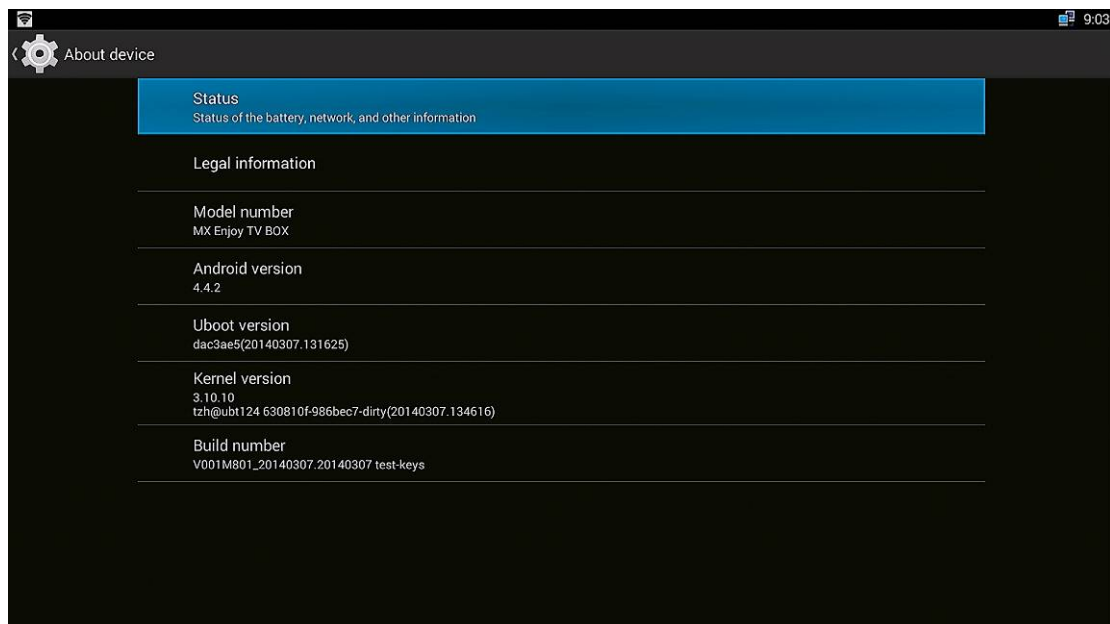 9:03
About device
Status
Status of the battery, network, and other information
Legal information
Model number
MX Enjoy TV BOX
Android version
4.4.2
Uboot version
dac3ae5(20140307.131625)
Kernel version
3.10.10
tzh@ubt124 630810f-986bec7-dirty(20140307.134616)
Build number
V001M801_20140307.20140307 test-keys